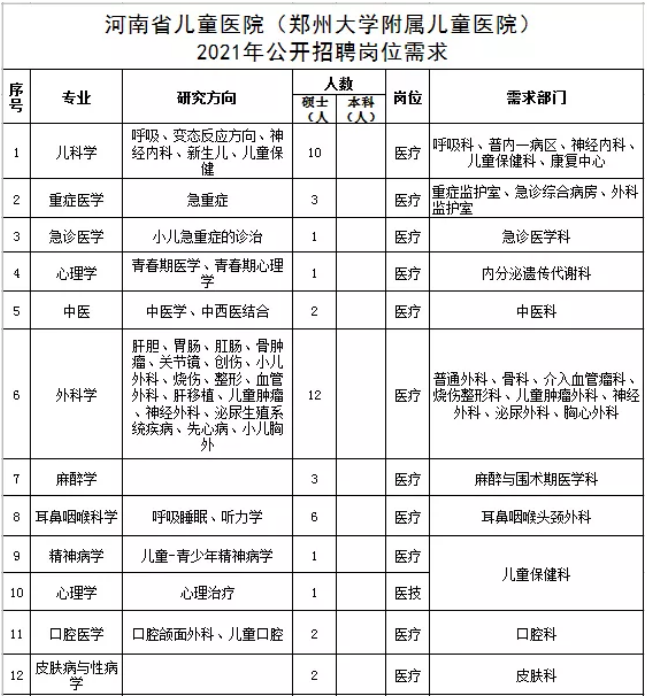 河南省儿童医院（郑州大学附属儿童医院）
2021年公开招聘岗位需求
序号 专业 研究方向 人数 岗位 需求部门
硕士（人 本科（人）
1 儿科学 呼吸、变态反应方向、神经内科、新生儿、儿童保健 10 医疗 呼吸科、普内一病区、神经内科、儿童保健科、康复中心
2 重症医学 急重症 3 医疗 重症监护室、急诊综合病房、外科监护室
3 急诊医学 小儿急重症的诊治 1 医疗 急诊医学科
4 心理学 青春期医学、青春期心理学 1 医疗 内分泌遗传代谢科
5 中医 中医学、中西医结合 2 医疗 中医科
6 外科学 肝胆、胃肠、肛肠、骨肿瘤、关节镜、创伤、小儿外科、烧伤、整形、血管外科、肝移植、儿童肿瘤、神经外科、泌尿生殖系统疾病、先心病、小儿胸外 12 医疗 普通外科、骨科、介入血管瘤科、烧伤整形科、儿童肿瘤外科、神经外科、泌尿外科、胸心外科
7 麻醉学 3 医疗 麻醉与围术期医学科
8 耳鼻咽喉科学 呼吸睡眠、听力学 6 医疗 耳鼻咽喉头颈外科
9 精神病学 儿童-青少年精神病学 1 医疗 儿童保健科
10 心理学 心理治疗 1 医技
11 口腔医学 口腔颌面外科、儿童口腔 2 医疗 口腔科
12 皮肤病与性病学 2 医疗 皮肤科